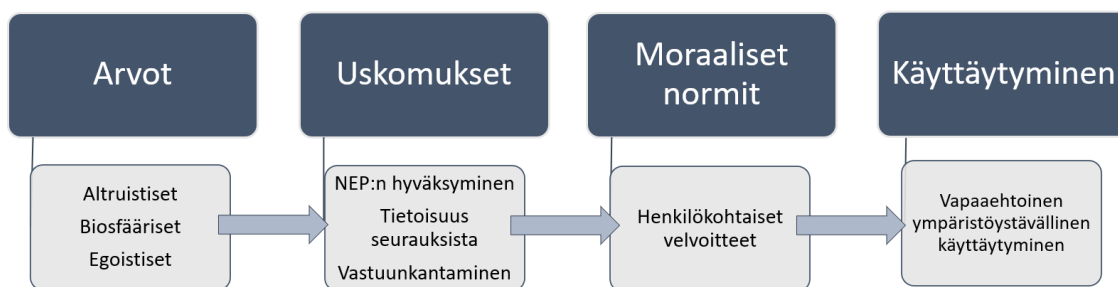 Arvot
Altruistiset
Biosfääriset
Egoistiset
Uskomukset
NEP:n hyväksyminen
Tietoisuus
seurauksista
Vastuunkantaminen
Moraaliset
normit
Henkilökohtaiset
velvoitteet
Käyttäytyminen
Vapaaehtoinen
ympäristöystävällinen
käyttäytyminen